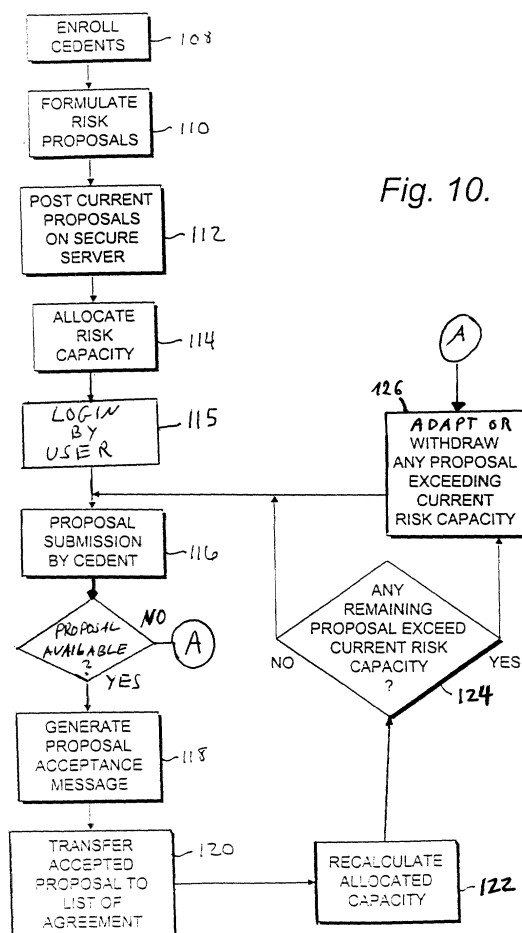 ENROLL
CEDENTS
108
FORMULATE
RISK
PROPOSALS
110
POST CURRENT
PROPOSALS
ON SECURE
SERVER
112
Fig. 10.
ALLOCATE
RISK
CAPACITY
114
LOGIN
BY
USER
115
PROPOSAL
SUBMISSION
BY CEDENT
116
PROPOSAL
AVAILABLE
?
NO
A
YES
GENERATE
PROPOSAL
ACCEPTANCE
MESSAGE
118
TRANSFER
ACCEPTED
PROPOSAL TO
LIST OF
AGREEMENT
120
RECALCULATE
ALLOCATED
CAPACITY
122
ANY
REMAINING
PROPOSAL EXCEED
CURRENT RISK
CAPACITY
?
NO
YES
124
A
126
ADAPT OR
WITHDRAW
ANY PROPOSAL
EXCEEDING
CURRENT
RISK CAPACITY